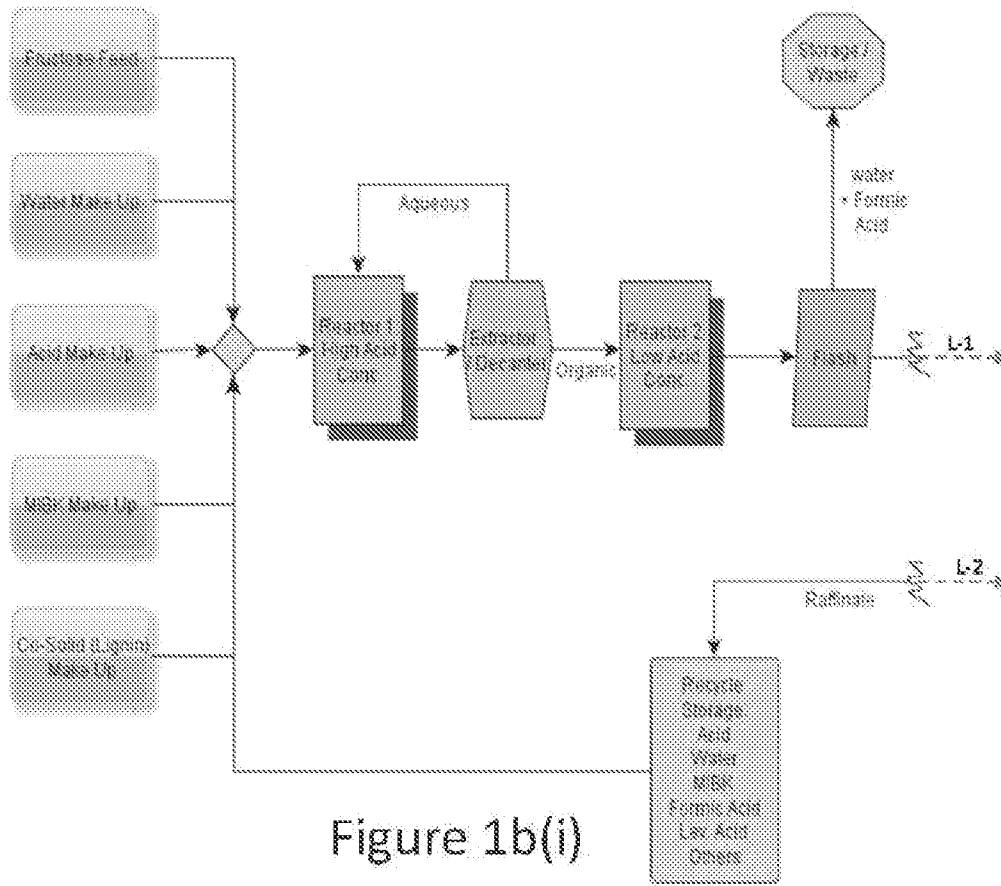 Fructose Feed
Storage /
Waste
Water Make Up
Aqueous
water
+ Formic
Acid
Acid Make Up
Reactor 1
High Acid
Conc
Extractor
Decanter
Organic
Reactor 2
Low Acid
Conc
Flash
L-1
MIBK Make Up
L-2
Raffinate
Co-Solid (Lignin)
Make Up
Recycle
Storage
Acid
Water
MIBK
Formic Acid
Lev Acid
Others
Figure 1b(i)